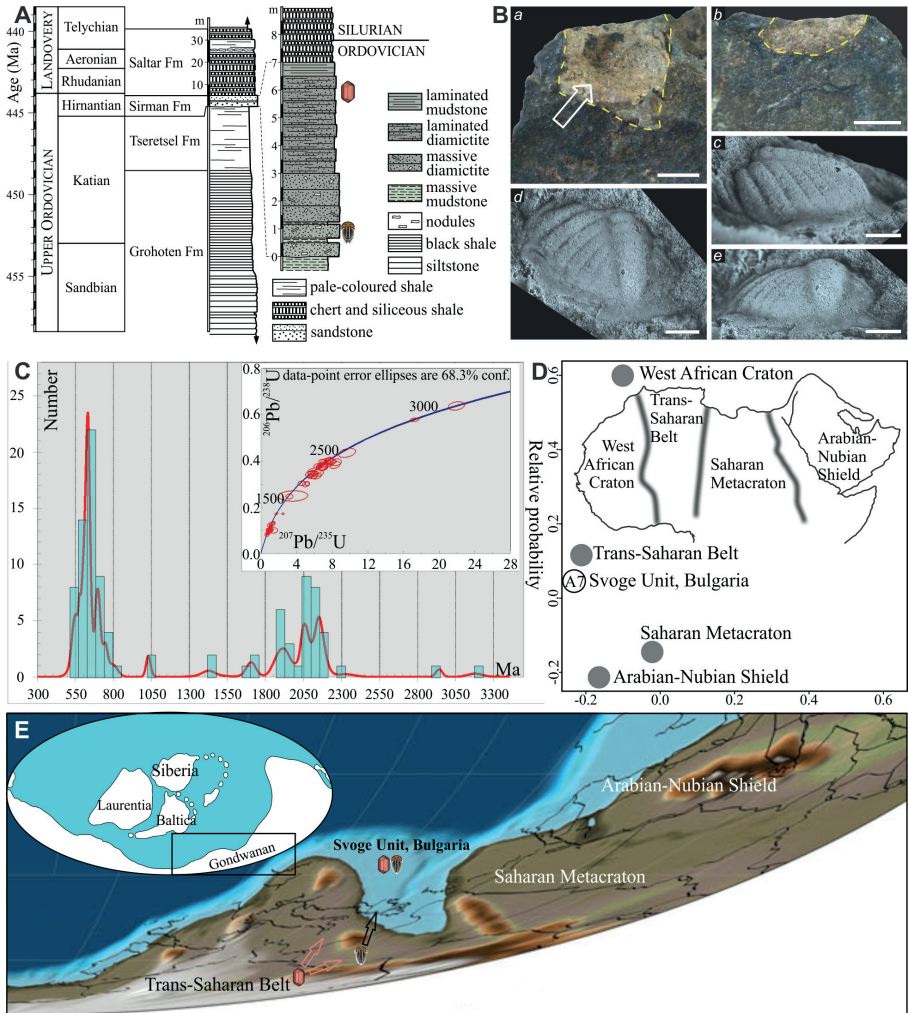 A
Age (Ma)
440
445
450
455
LANDOVERY
UPPER ORDOVICIAN
Telychian
Aeronian
Rhudanian
Hirnantian
Katian
Sandbian
Saltar Fm
Sirman Fm
Tseretsel Fm
Grohoten Fm
m
30
20
10
m
8
7
6
5
4
3
2
1
0
SILURIAN
ORDOVICIAN
laminated
mudstone
laminated
diamictite
massive
diamictite
massive
mudstone
nodules
black shale
siltstone
pale-coloured shale
chert and siliceous shale
sandstone
B
a
b
c
d
e
C
Number
25
20
15
10
5
0
300 550 800 1050 1300 1550 1800 2050 2300 2550 2800 3050 3300
Ma
data-point error ellipses are 68.3% conf.
206Pb/238U
0.8
0.6
0.4
0.2
0.0
3000
2500
1500
207Pb/235U
0 4 8 12 16 20 24 28
D
Relative probability
0.6
0.4
0.2
0.0
-0.2
-0.2 0.0 0.2 0.4 0.6
West African Craton
Trans-
Saharan
Belt
West
African
Craton
Saharan
Metacraton
Arabian-
Nubian
Shield
Trans-Saharan Belt
A7 Svoge Unit, Bulgaria
Saharan Metacraton
Arabian-Nubian Shield
E
Siberia
Laurentia
Baltica
Gondwanan
Svoge Unit, Bulgaria
Arabian-Nubian Shield
Saharan Metacraton
Trans-Saharan Belt